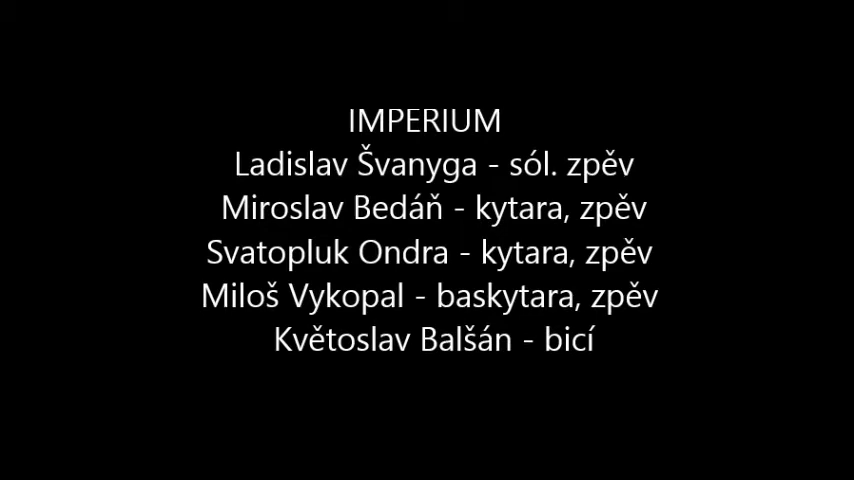 IMPERIUM
Ladislav Švanyga - sól. zpěv
Miroslav Bedáň - kytara, zpěv
Svatopluk Ondra - kytara, zpěv
Miloš Vykopal - baskytara, zpěv
Květoslav Balšán - bicí